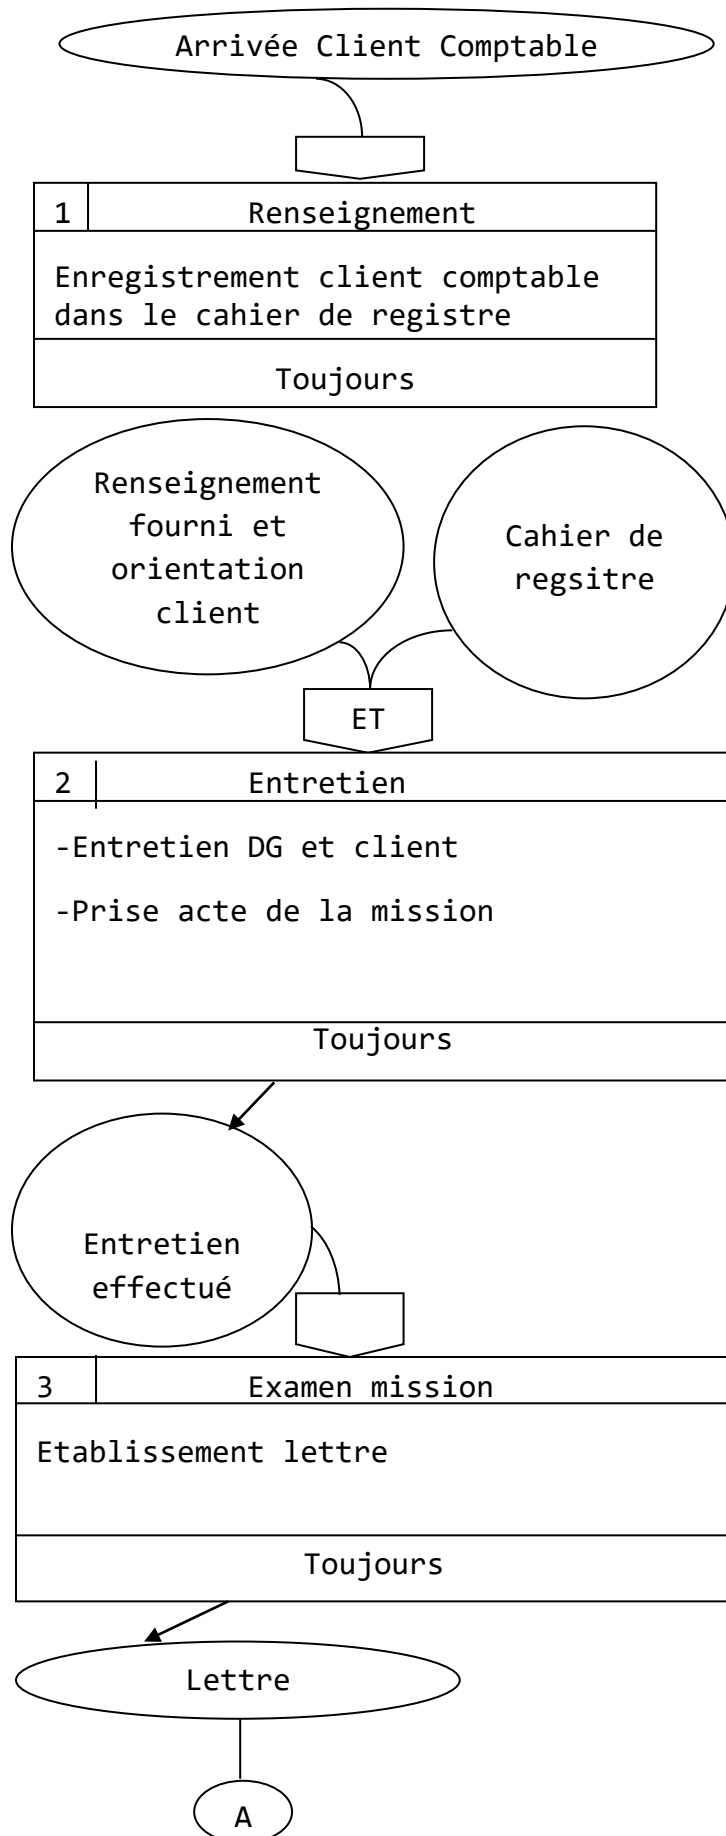 Arrivée Client Comptable
1 Renseignement
Enregistrement client comptable
dans le cahier de registre
Toujours
Renseignement
fourni et
orientation
client
Cahier de
regsitre
ET
2 Entretien
-Entretien DG et client
-Prise acte de la mission
Toujours
Entretien
effectué
3 Examen mission
Etablissement lettre
Toujours
Lettre
A